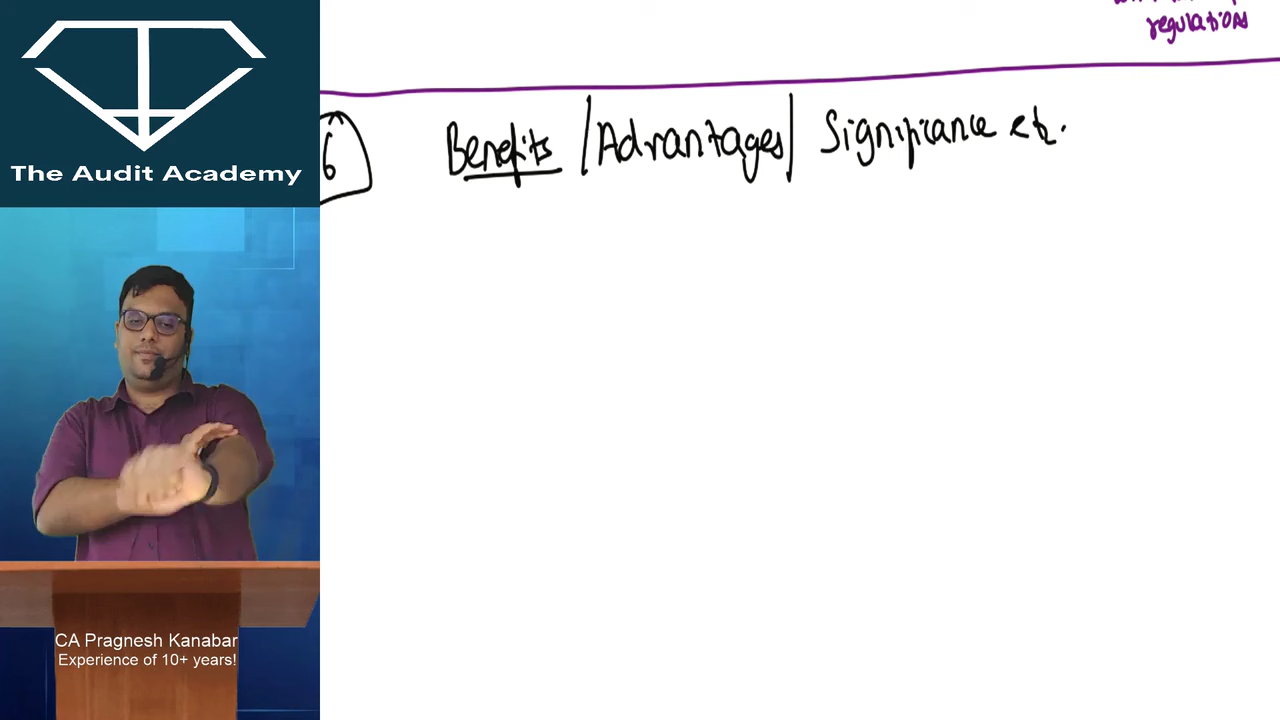 regulations
The Audit Academy
6
Benefits / Advantages / Significance etc.
CA Pragnesh Kanabar
Experience of 10+ years!